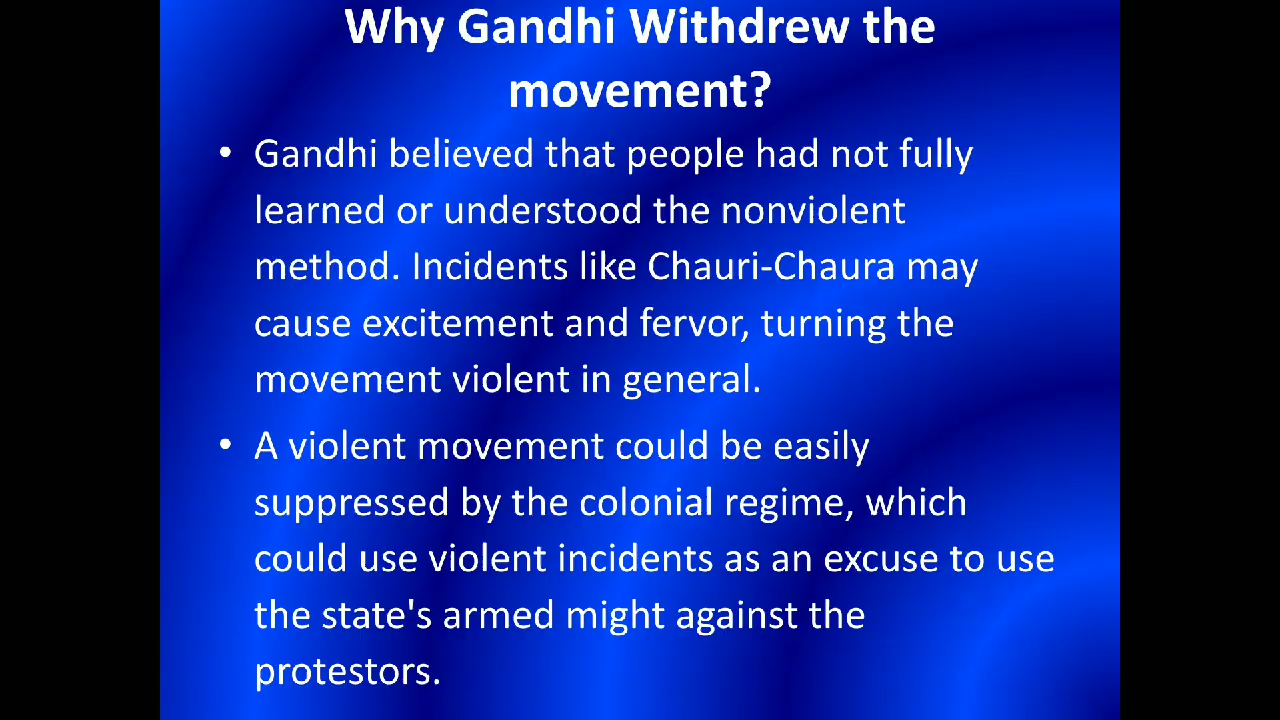 Why Gandhi Withdrew the
movement?
• Gandhi believed that people had not fully
learned or understood the nonviolent
method. Incidents like Chauri-Chaura may
cause excitement and fervor, turning the
movement violent in general.
• A violent movement could be easily
suppressed by the colonial regime, which
could use violent incidents as an excuse to use
the state's armed might against the
protestors.